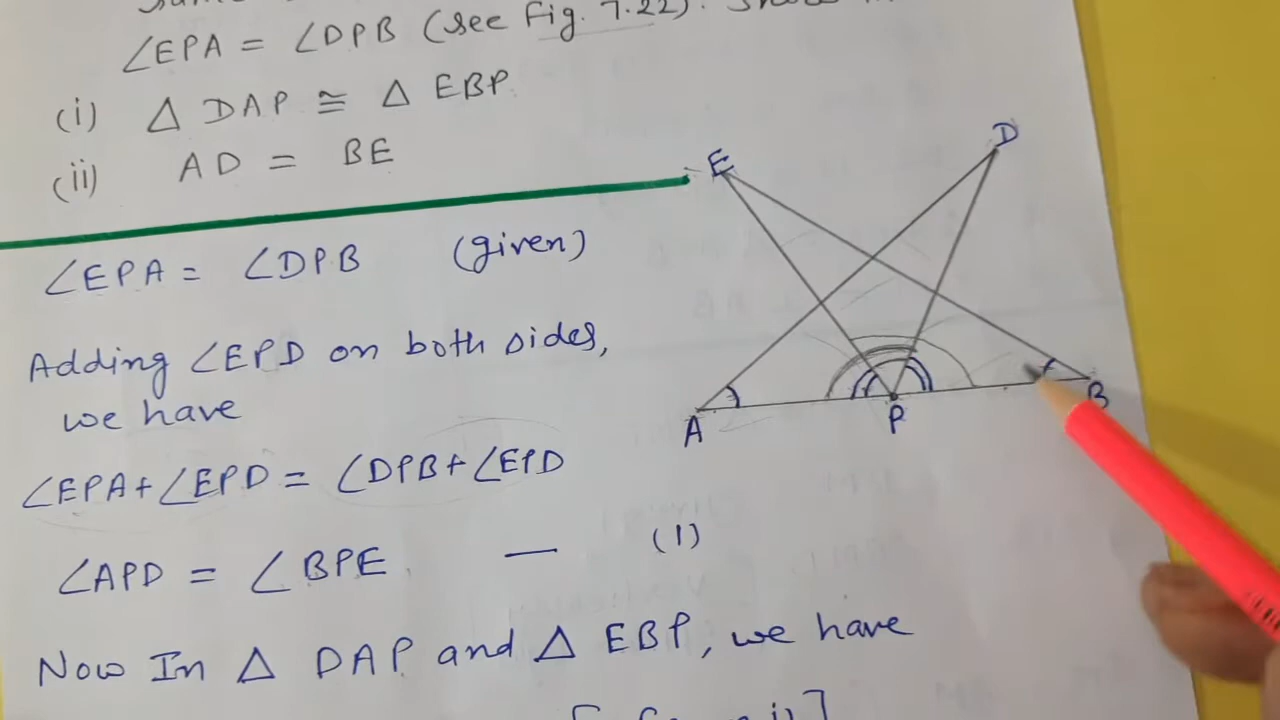 ∠EPA = ∠DPB (see Fig. 7.22).
(i) △ DAP ≅ △ EBP
(ii) AD = BE
∠EPA = ∠DPB (given)
Adding ∠EPD on both sides,
we have
∠EPA + ∠EPD = ∠DPB + ∠EPD
∠APD = ∠BPE — (1)
Now In △ DAP and △ EBP, we have
E
D
A
P
B